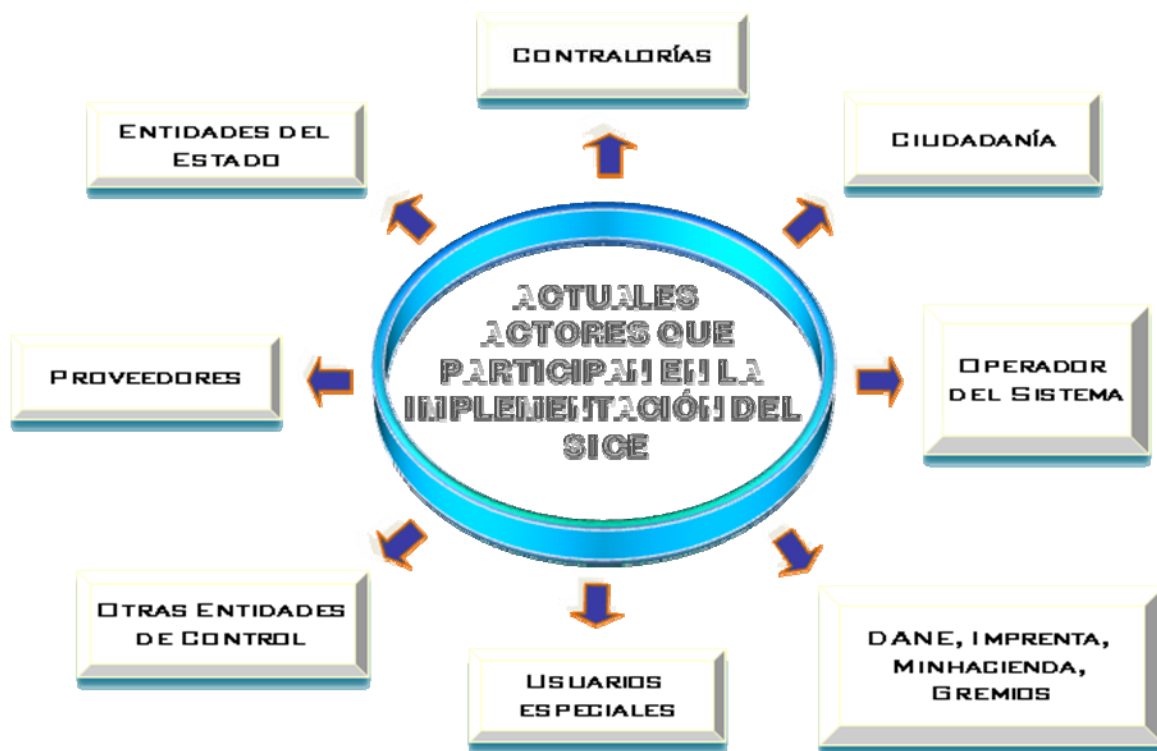 CONTRALORÍAS
ENTIDADES DEL
ESTADO
CIUDADANÍA
ACTUALES
ACTORES QUE
PARTICIPAN EN LA
IMPLEMENTACIÓN DEL
SICE
PROVEEDORES
OPERADOR
DEL SISTEMA
OTRAS ENTIDADES
DE CONTROL
USUARIOS
ESPECIALES
DANE, IMPRENTA,
MINHACIENDA,
GREMIOS